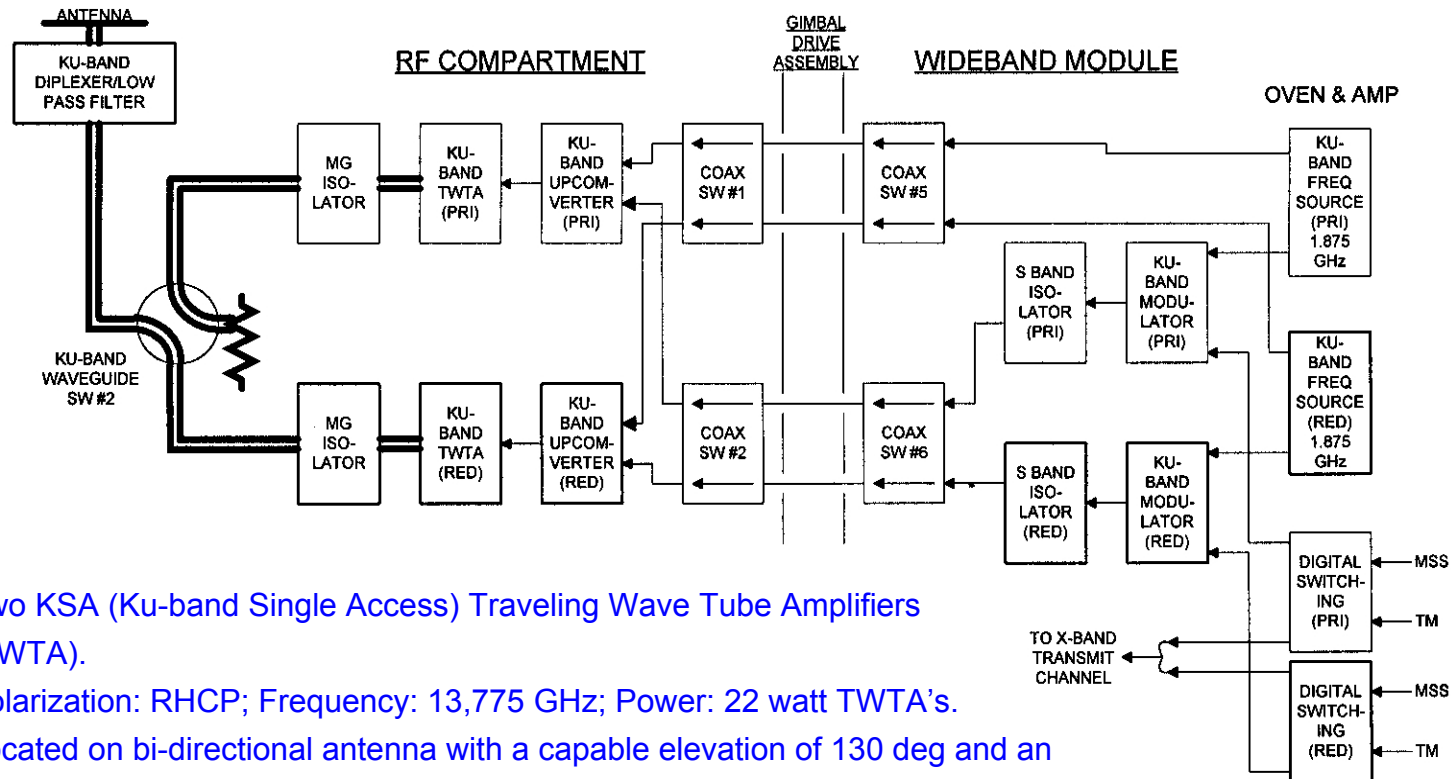 ANTENNA
KU-BAND
DIPLEXER/LOW
PASS FILTER
RF COMPARTMENT
GIMBAL
DRIVE
ASSEMBLY
WIDEBAND MODULE
OVEN & AMP
MG
ISO-
LATOR
KU-
BAND
TWTA
(PRI)
KU-
BAND
UPCOM-
VERTER
(PRI)
COAX
SW #1
COAX
SW #5
KU-
BAND
FREQ
SOURCE
(PRI)
1.875
GHz
S BAND
ISO-
LATOR
(PRI)
KU-
BAND
MODU-
LATOR
(PRI)
KU-BAND
WAVEGUIDE
SW #2
MG
ISO-
LATOR
KU-
BAND
TWTA
(RED)
KU-
BAND
UPCOM-
VERTER
(RED)
COAX
SW #2
COAX
SW #6
KU-
BAND
FREQ
SOURCE
(RED)
1.875
GHz
S BAND
ISO-
LATOR
(RED)
KU-
BAND
MODU-
LATOR
(RED)
DIGITAL
SWITCH-
ING
(PRI)
MSS
TM
TO X-BAND
TRANSMIT
CHANNEL
DIGITAL
SWITCH-
ING
(RED)
MSS
TM
wo KSA (Ku-band Single Access) Traveling Wave Tube Amplifiers
WTA).
olarization: RHCP; Frequency: 13,775 GHz; Power: 22 watt TWTA's.
ocated on bi-directional antenna with a capable elevation of 130 deg and an